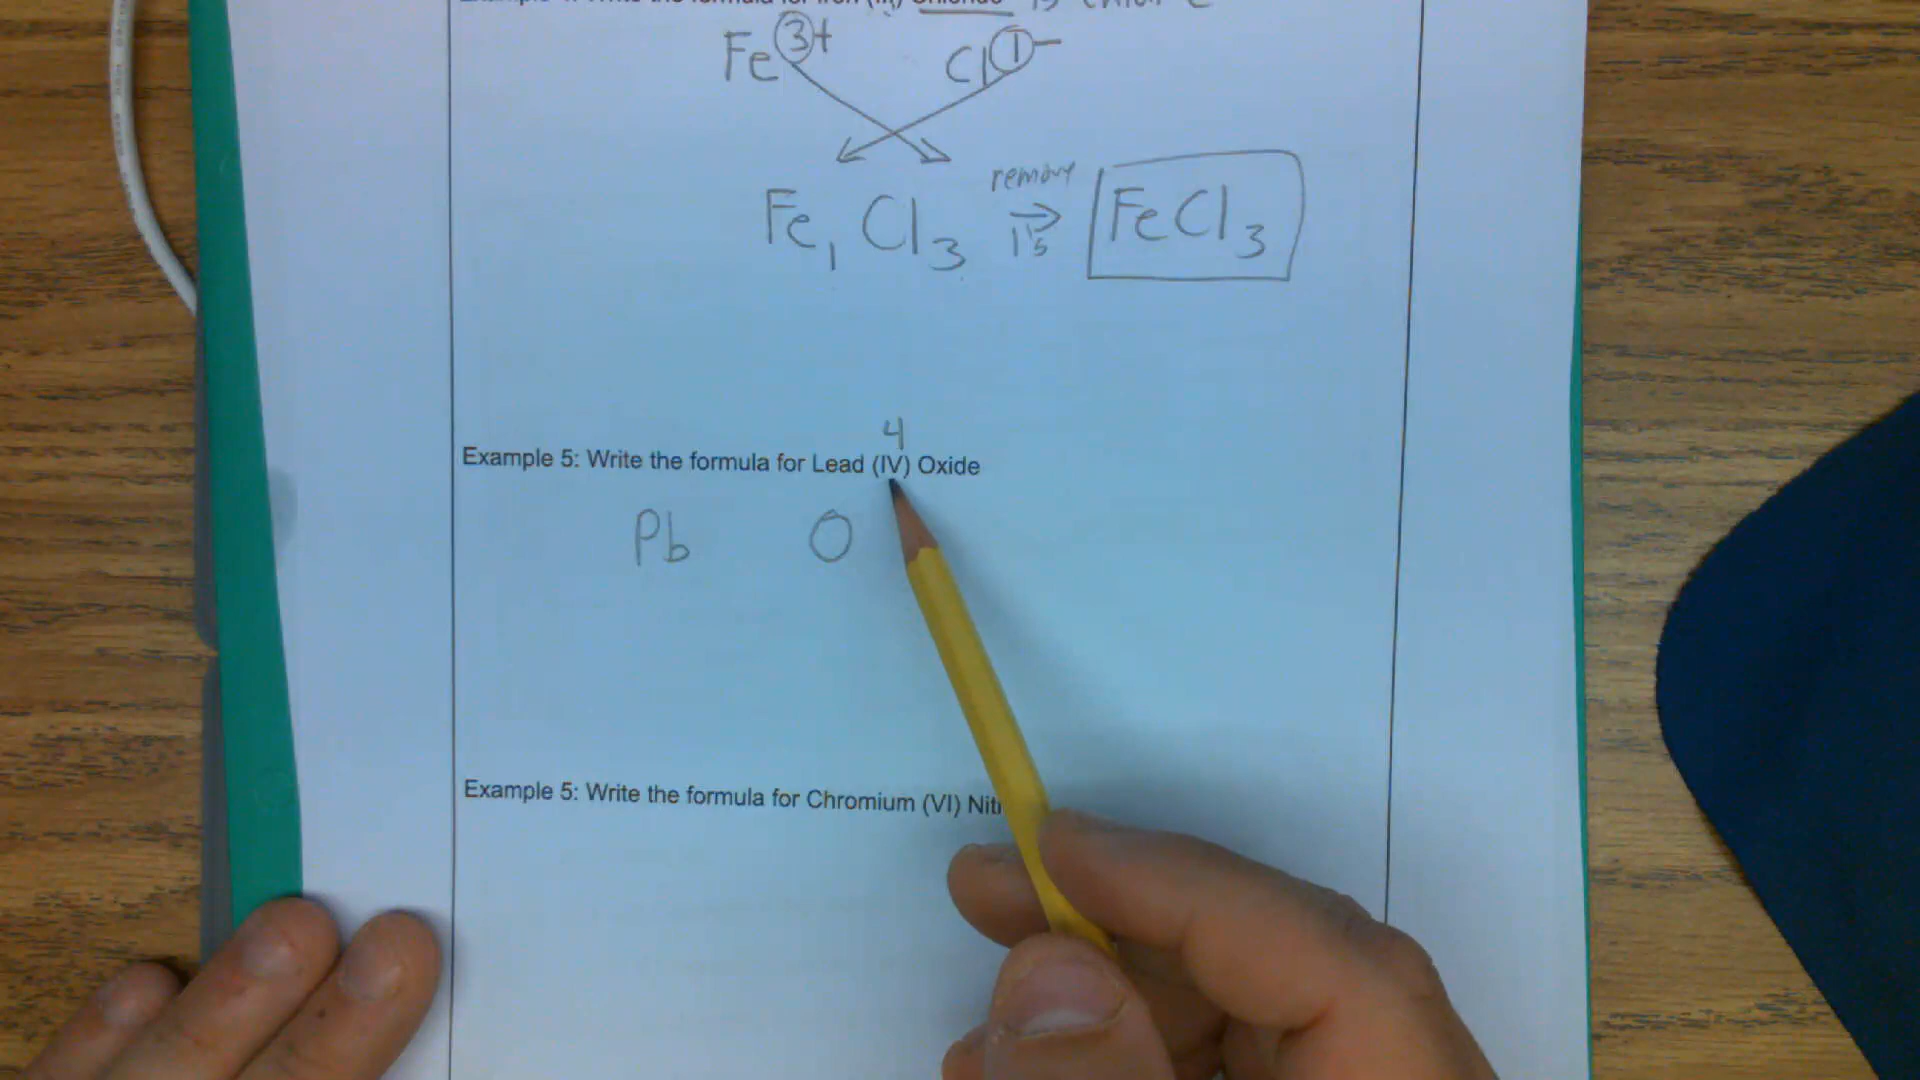 Fe 3+ Cl 1-
Fe1 Cl3 remove 1's → FeCl3
4
Example 5: Write the formula for Lead (IV) Oxide
Pb O
Example 5: Write the formula for Chromium (VI)